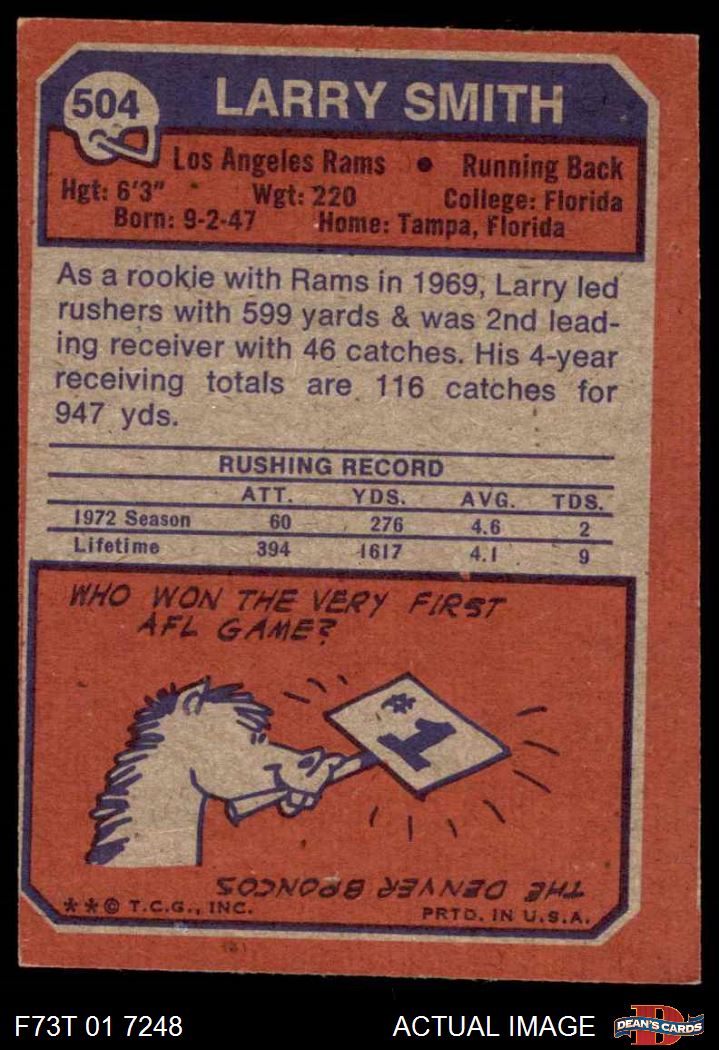 504
LARRY SMITH
Los Angeles Rams • Running Back
Hgt: 6'3" Wgt: 220 College: Florida
Born: 9-2-47 Home: Tampa, Florida
As a rookie with Rams in 1969, Larry led
rushers with 599 yards & was 2nd lead-
ing receiver with 46 catches. His 4-year
receiving totals are 116 catches for
947 yds.
RUSHING RECORD
ATT. YDS. AVG. TDS.
1972 Season 60 276 4.6 2
Lifetime 394 1617 4.1 9
WHO WON THE VERY FIRST
AFL GAME?
#1
THE DENVER BRONCOS
**© T.C.G., INC. PRTD. IN U.S.A.
F73T 01 7248 ACTUAL IMAGE DEAN'S CARDS